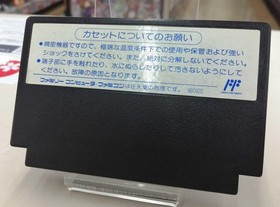 カセットについてのお願い
●精密機器ですので、極端な温度条件下での使用や保管および強い
ショックをさけてください。また、絶対に分解しないでください。
●端子部に手を触れたり、水にぬらしたりして汚さないようにして
ください。故障の原因となります。
ファミリーコンピュータ・ファミコンは任天堂の商標です。